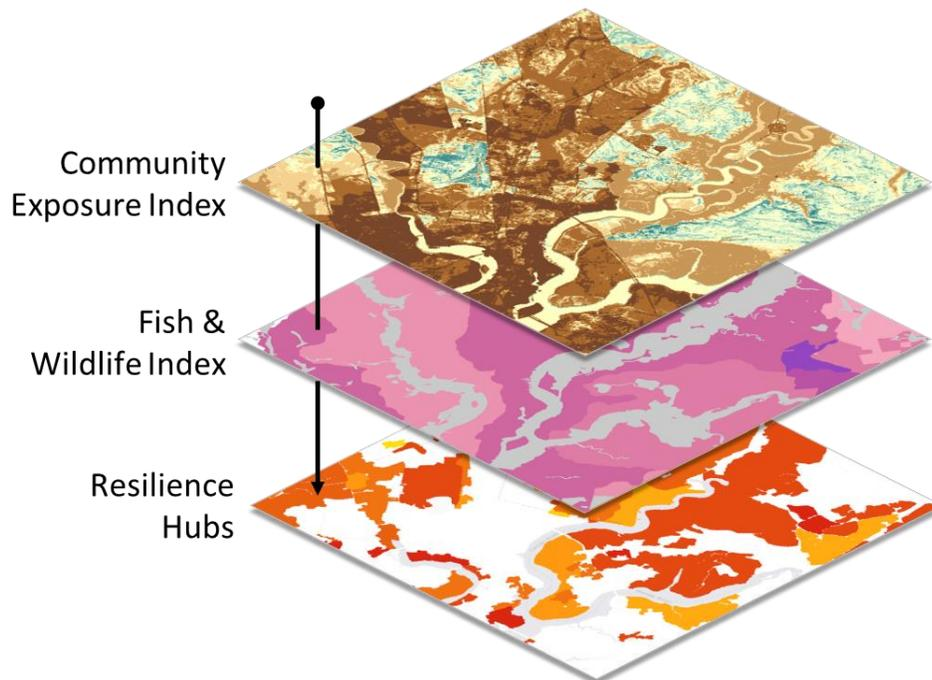 Community
Exposure Index
Fish &
Wildlife Index
Resilience
Hubs